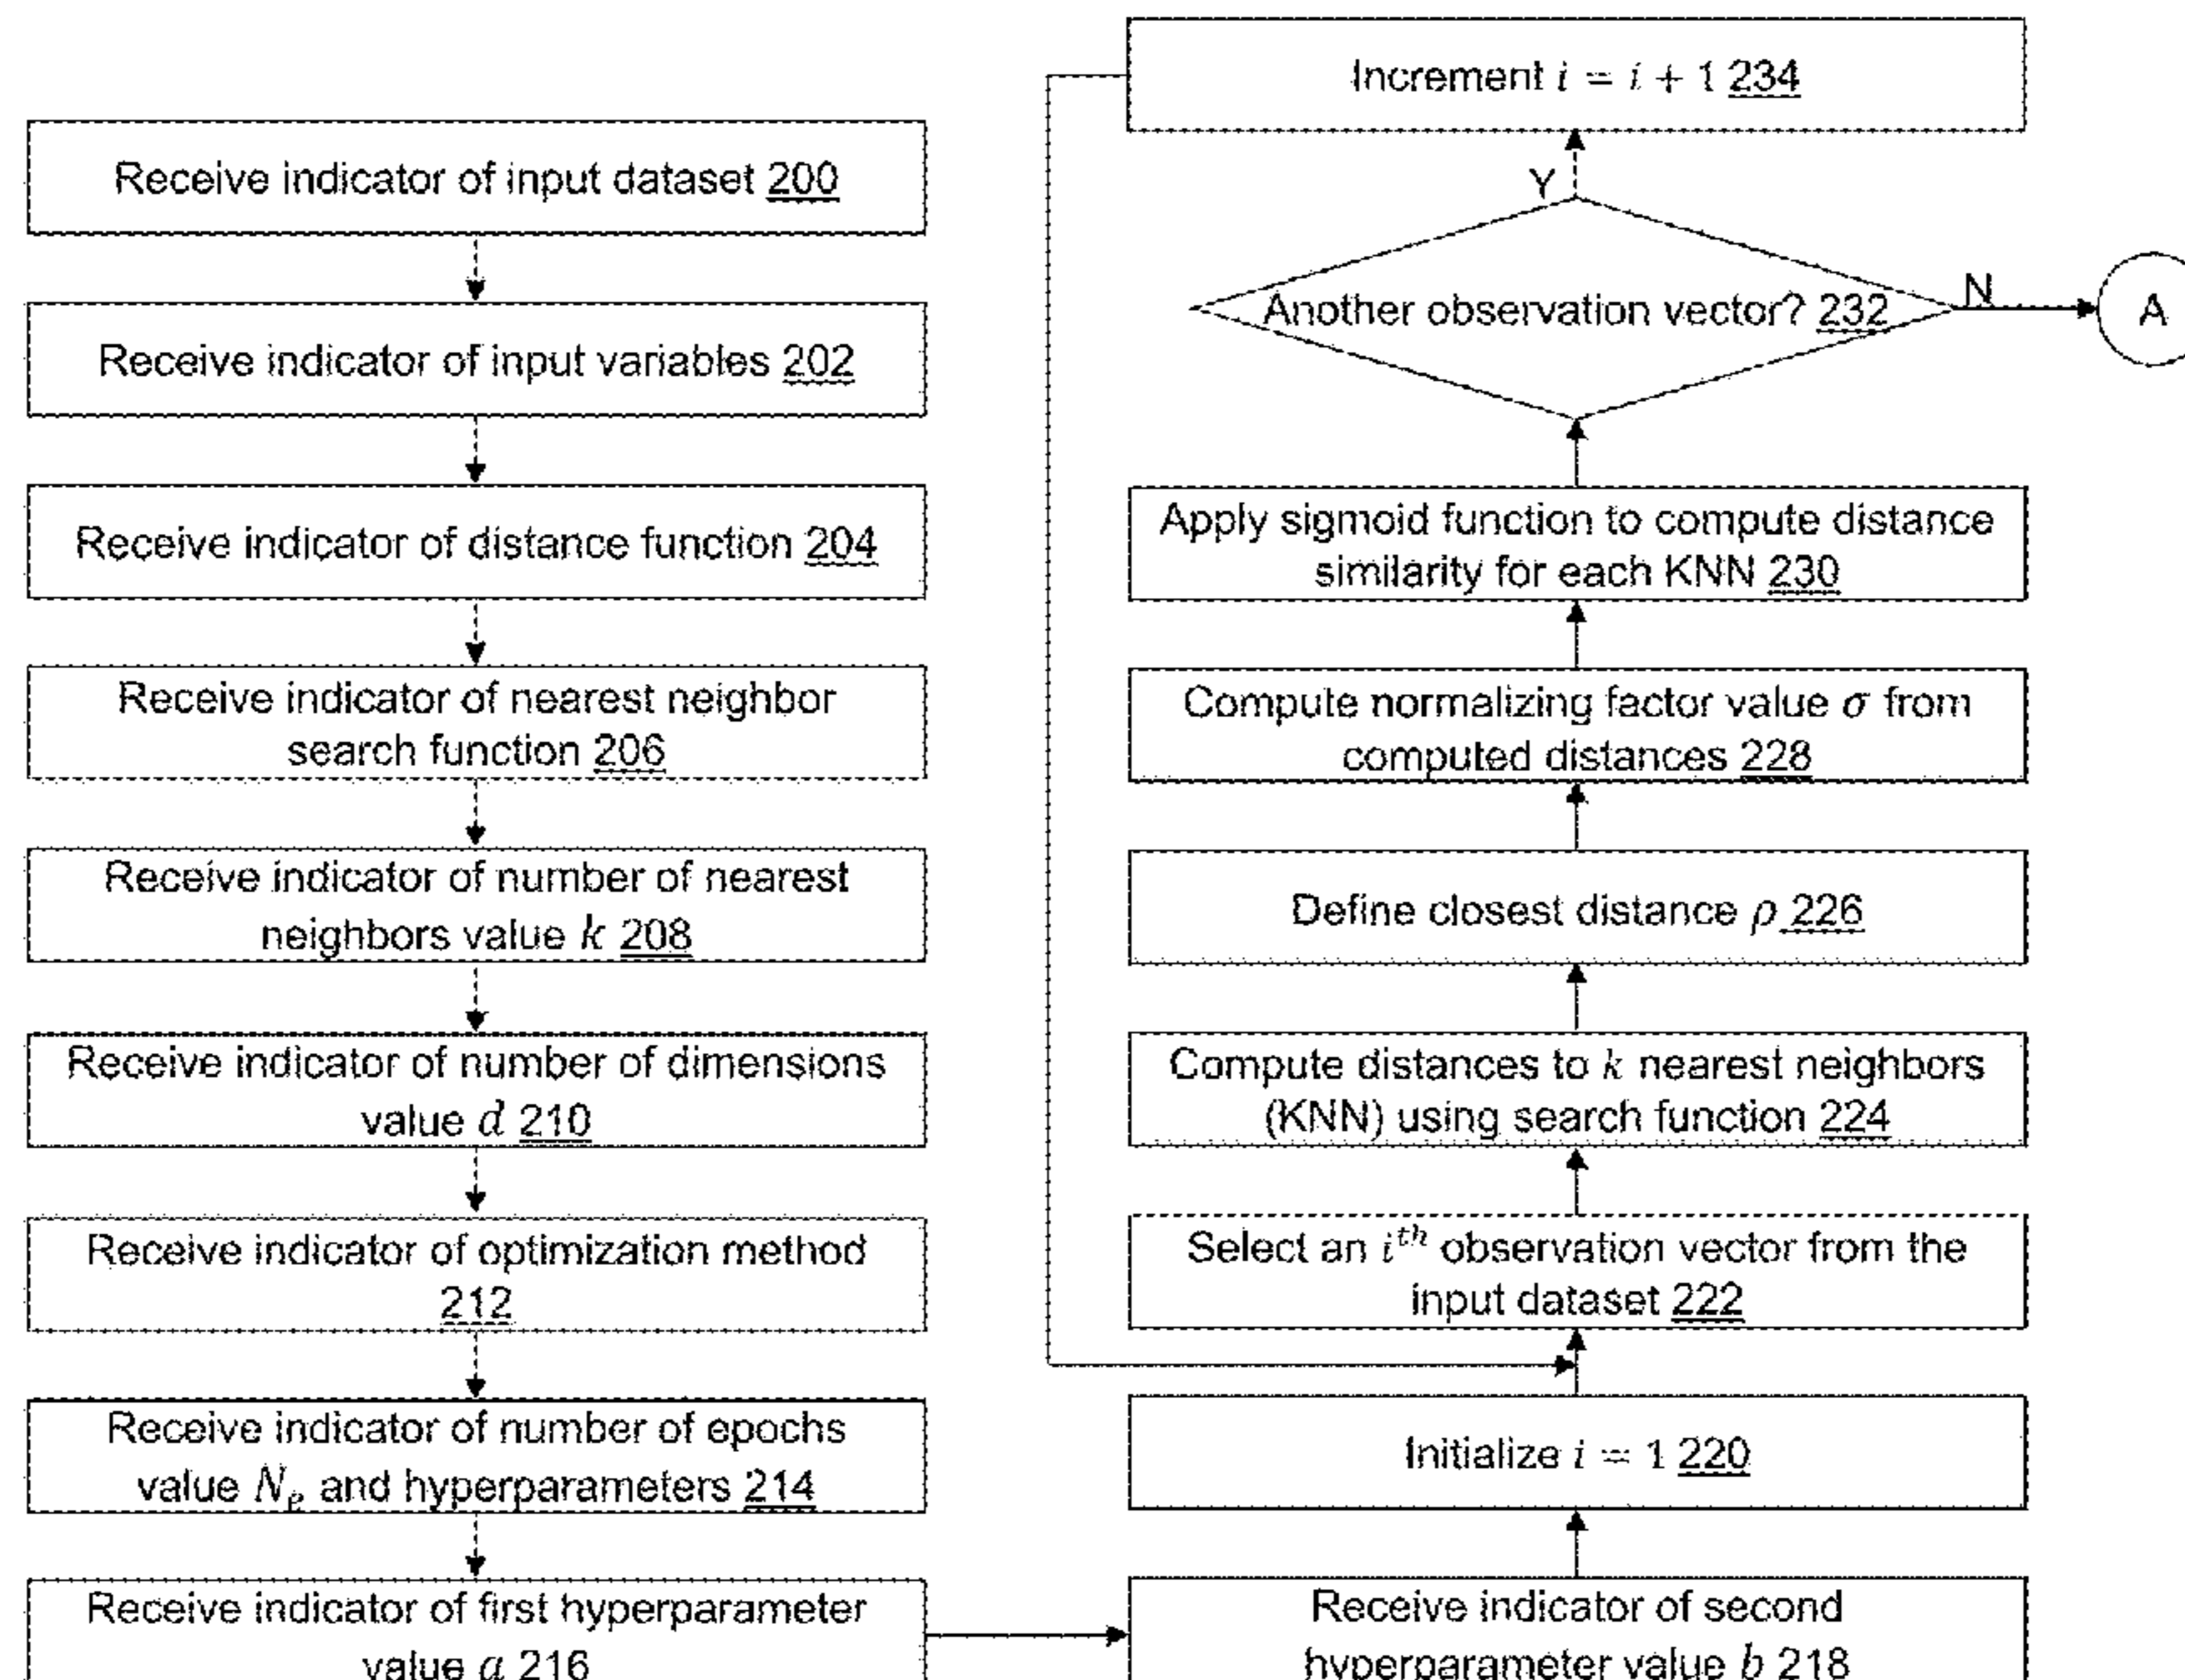 Receive indicator of input dataset 200
Receive indicator of input variables 202
Receive indicator of distance function 204
Receive indicator of nearest neighbor
search function 206
Receive indicator of number of nearest
neighbors value k 208
Receive indicator of number of dimensions
value d 210
Receive indicator of optimization method
212
Receive indicator of number of epochs
value Nₑ and hyperparameters 214
Receive indicator of first hyperparameter
value a 216
Receive indicator of second
hyperparameter value b 218
Initialize i = 1 220
Select an iᵗʰ observation vector from the
input dataset 222
Compute distances to k nearest neighbors
(KNN) using search function 224
Define closest distance ρ 226
Compute normalizing factor value σ from
computed distances 228
Apply sigmoid function to compute distance
similarity for each KNN 230
Another observation vector? 232
N
A
Y
Increment i = i + 1 234